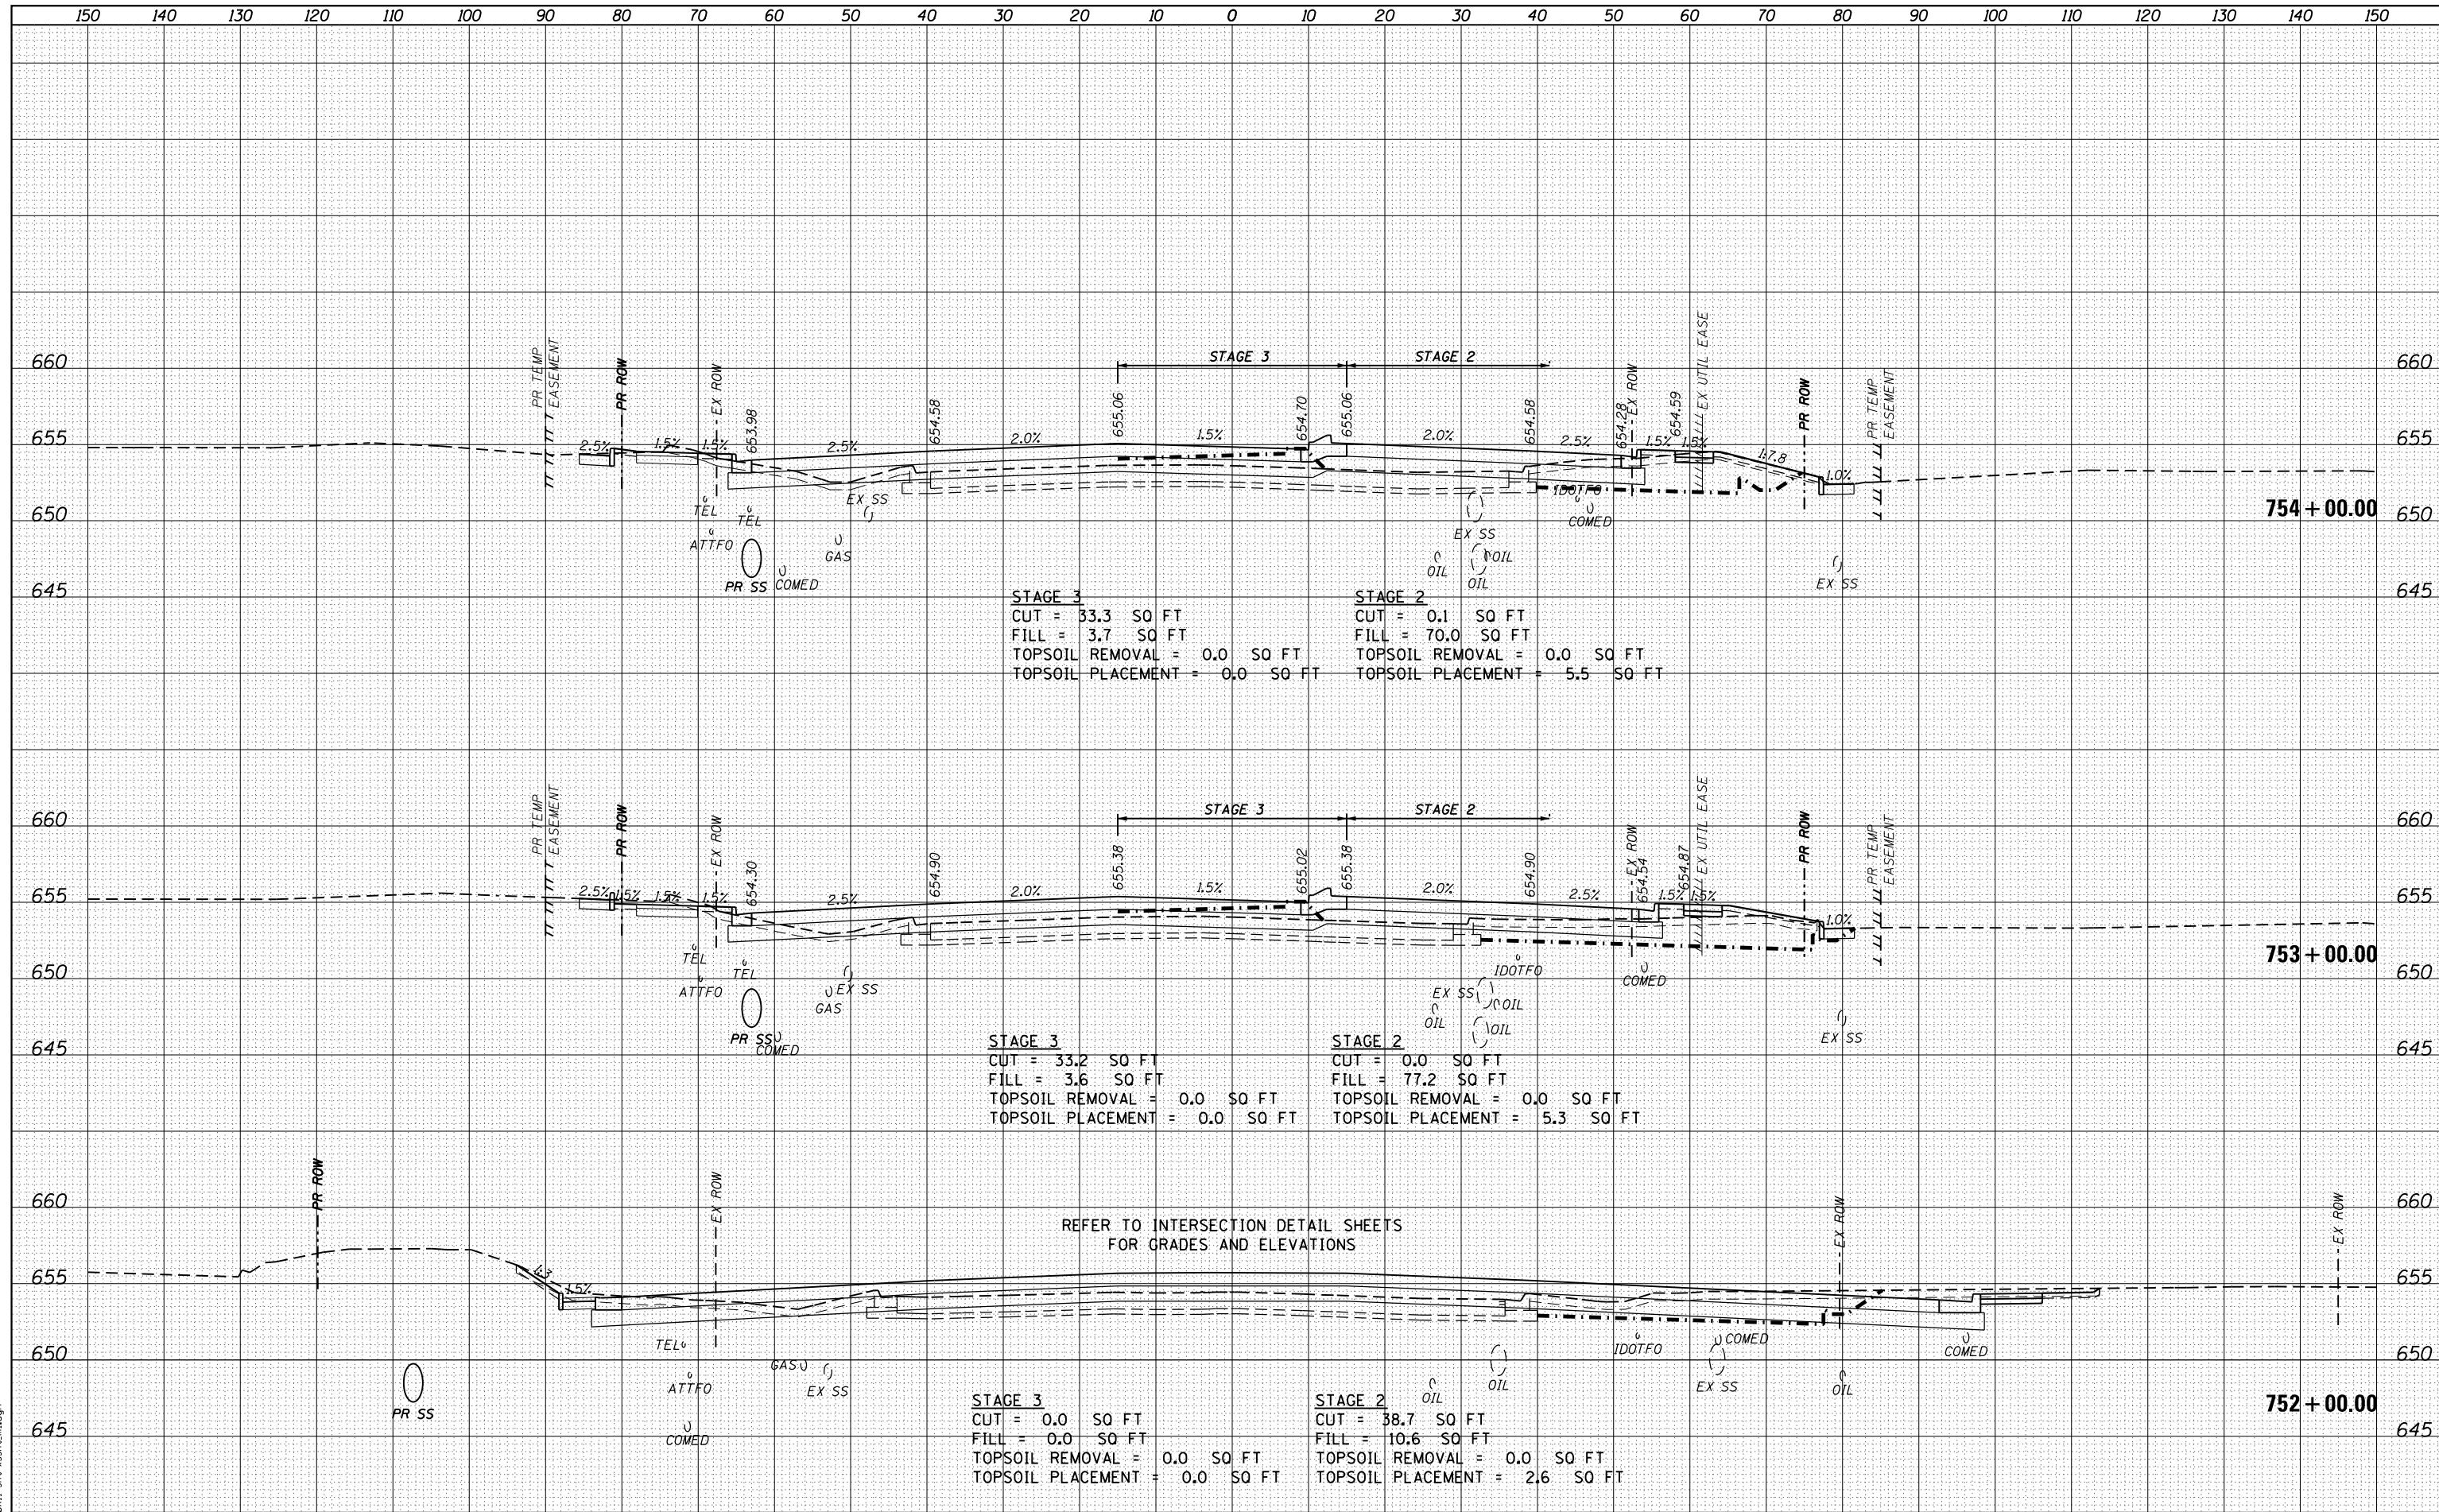 150 140 130 120 110 100 90 80 70 60 50 40 30 20 10 0 10 20 30 40 50 60 70 80 90 100 110 120 130 140 150
660 660
PR TEMP
EASEMENT
PR ROW
EX ROW
653.98
654.58
655.06
STAGE 3
654.70
655.06
STAGE 2
654.58
654.28
EX ROW
654.59
EX UTIL EASE
PR ROW
PR TEMP
EASEMENT
655 655
2.5% 1.5% 1.5% 2.5% 2.0% 1.5% 2.0% 2.5% 1.5% 1.5% 1:7.8 1.0%
650 650
754+00.00
TEL
TEL
EX SS
ATTFO
GAS
PR SS
COMED
EX SS
OIL
OIL
OIL
IDOTFO
COMED
EX SS
645 645
STAGE 3
CUT = 33.3 SQ FT
FILL = 3.7 SQ FT
TOPSOIL REMOVAL = 0.0 SQ FT
TOPSOIL PLACEMENT = 0.0 SQ FT
STAGE 2
CUT = 0.1 SQ FT
FILL = 70.0 SQ FT
TOPSOIL REMOVAL = 0.0 SQ FT
TOPSOIL PLACEMENT = 5.5 SQ FT
660 660
PR TEMP
EASEMENT
PR ROW
EX ROW
654.30
654.90
655.38
STAGE 3
655.02
655.38
STAGE 2
654.90
EX ROW
654.54
654.87
EX UTIL EASE
PR ROW
PR TEMP
EASEMENT
655 655
2.5% 1.5% 1.5% 1.5% 2.5% 2.0% 1.5% 2.0% 2.5% 1.5% 1.5% 1.0%
650 650
753+00.00
TEL
TEL
ATTFO
GAS
EX SS
PR SS
COMED
OIL
EX SS
OIL
OIL
IDOTFO
COMED
EX SS
645 645
STAGE 3
CUT = 33.2 SQ FT
FILL = 3.6 SQ FT
TOPSOIL REMOVAL = 0.0 SQ FT
TOPSOIL PLACEMENT = 0.0 SQ FT
STAGE 2
CUT = 0.0 SQ FT
FILL = 77.2 SQ FT
TOPSOIL REMOVAL = 0.0 SQ FT
TOPSOIL PLACEMENT = 5.3 SQ FT
660 660
PR ROW
EX ROW
REFER TO INTERSECTION DETAIL SHEETS
FOR GRADES AND ELEVATIONS
EX ROW
EX ROW
655 655
1:3 1.5%
650 650
752+00.00
PR SS
TEL
ATTFO
COMED
GAS
EX SS
OIL
OIL
IDOTFO
COMED
EX SS
OIL
COMED
645 645
STAGE 3
CUT = 0.0 SQ FT
FILL = 0.0 SQ FT
TOPSOIL REMOVAL = 0.0 SQ FT
TOPSOIL PLACEMENT = 0.0 SQ FT
STAGE 2
CUT = 38.7 SQ FT
FILL = 10.6 SQ FT
TOPSOIL REMOVAL = 0.0 SQ FT
TOPSOIL PLACEMENT = 2.6 SQ FT